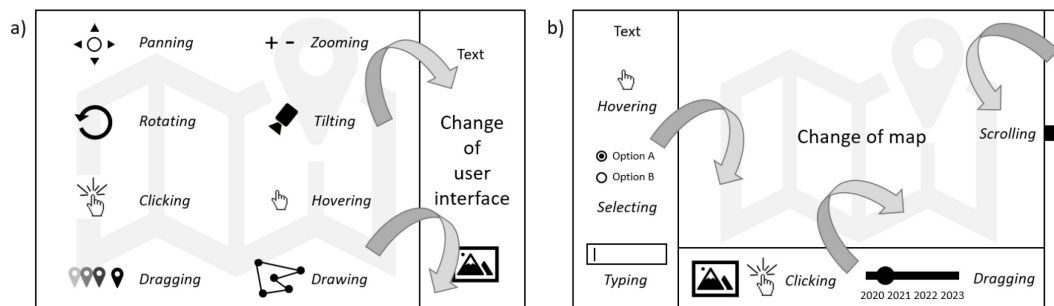 a)
Panning
+ - Zooming
Text
Rotating
Tilting
Change
of
user
interface
Clicking
Hovering
Dragging
Drawing
b)
Text
Hovering
Option A
Option B
Selecting
Typing
Change of map
Scrolling
Clicking
2020 2021 2022 2023
Dragging